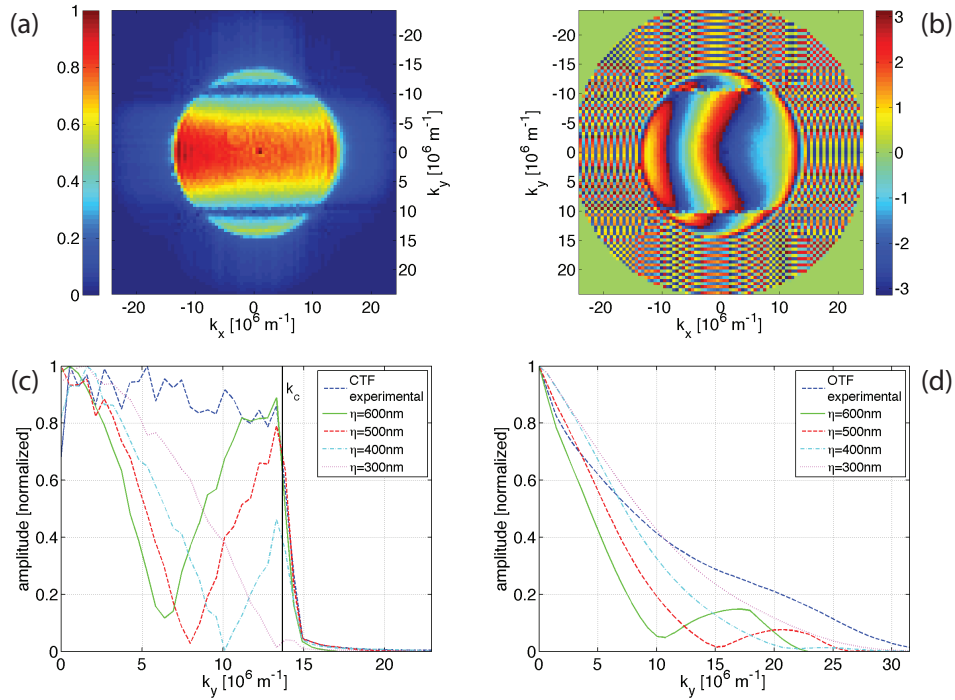 (a)
1
0.8
0.6
0.4
0.2
0
-20
-15
-10
-5
0
5
10
15
20
k_y [10^6 m^-1]
-20 -10 0 10 20
k_x [10^6 m^-1]
(b)
-20
-15
-10
-5
0
5
10
15
20
k_y [10^6 m^-1]
3
2
1
0
-1
-2
-3
-20 -10 0 10 20
k_x [10^6 m^-1]
(c)
1
0.8
0.6
0.4
0.2
0
amplitude [normalized]
k_c
CTF
experimental
η=600nm
η=500nm
η=400nm
η=300nm
0 5 10 15 20
k_y [10^6 m^-1]
(d)
1
0.8
0.6
0.4
0.2
0
amplitude [normalized]
OTF
experimental
η=600nm
η=500nm
η=400nm
η=300nm
0 5 10 15 20 25 30
k_y [10^6 m^-1]